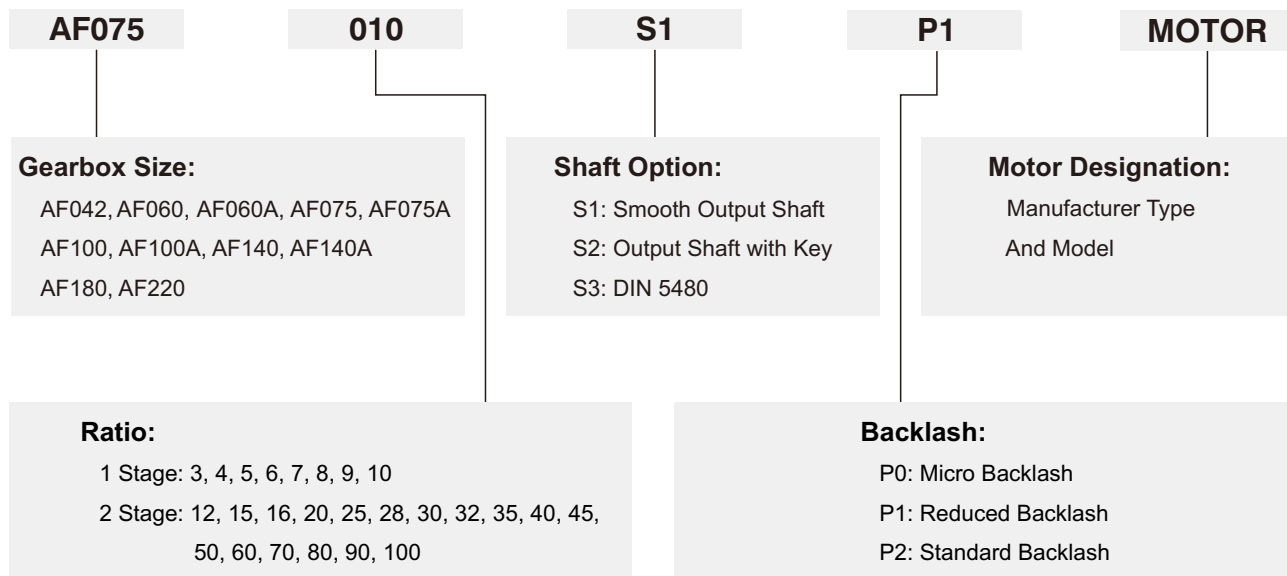 AF075 010 S1 P1 MOTOR
Gearbox Size:
AF042, AF060, AF060A, AF075, AF075A
AF100, AF100A, AF140, AF140A
AF180, AF220
Shaft Option:
S1: Smooth Output Shaft
S2: Output Shaft with Key
S3: DIN 5480
Motor Designation:
Manufacturer Type
And Model
Ratio:
1 Stage: 3, 4, 5, 6, 7, 8, 9, 10
2 Stage: 12, 15, 16, 20, 25, 28, 30, 32, 35, 40, 45,
50, 60, 70, 80, 90, 100
Backlash:
P0: Micro Backlash
P1: Reduced Backlash
P2: Standard Backlash